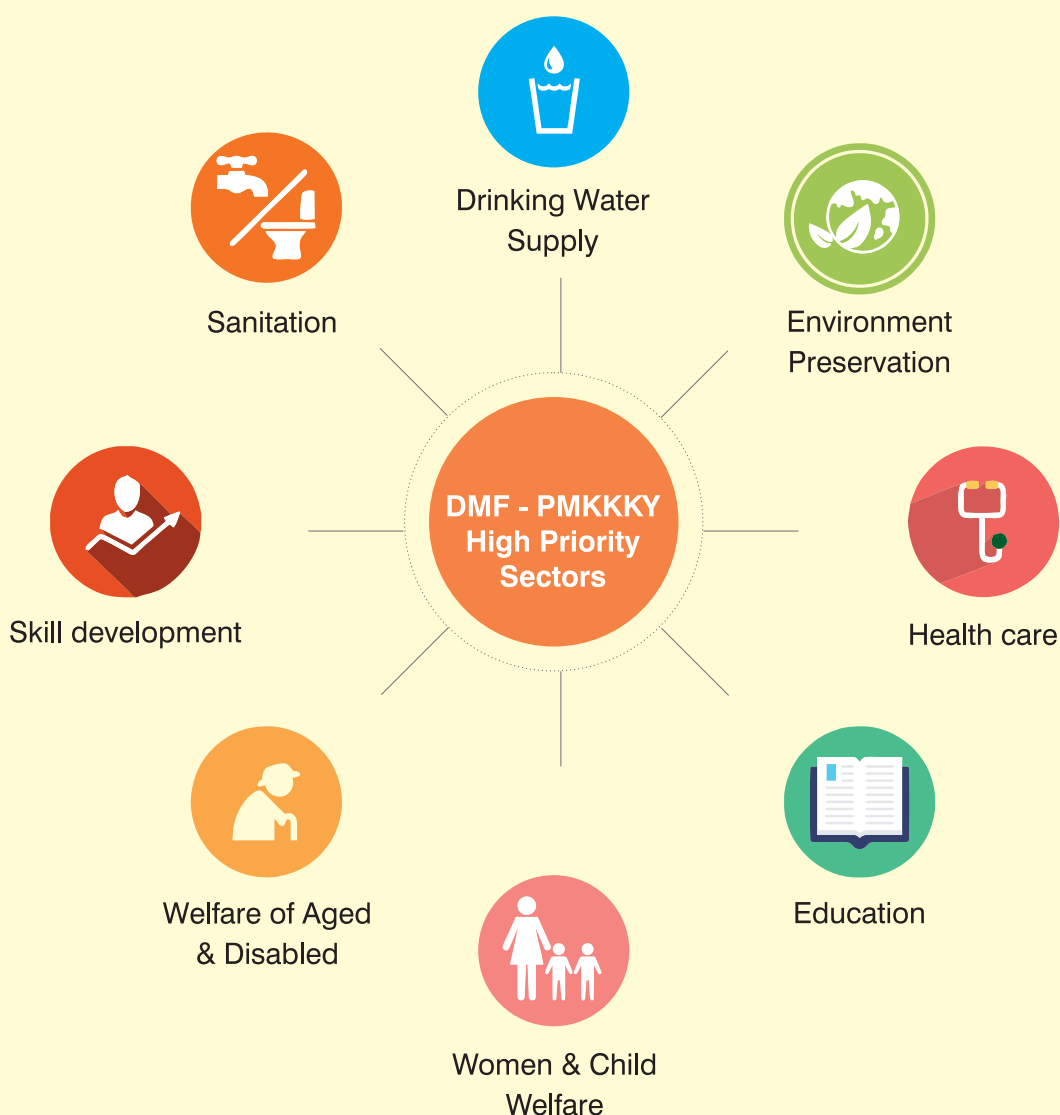 Drinking Water
Supply
Sanitation
Environment
Preservation
DMF - PMKKKY
High Priority
Sectors
Skill development
Health care
Welfare of Aged
& Disabled
Education
Women & Child
Welfare